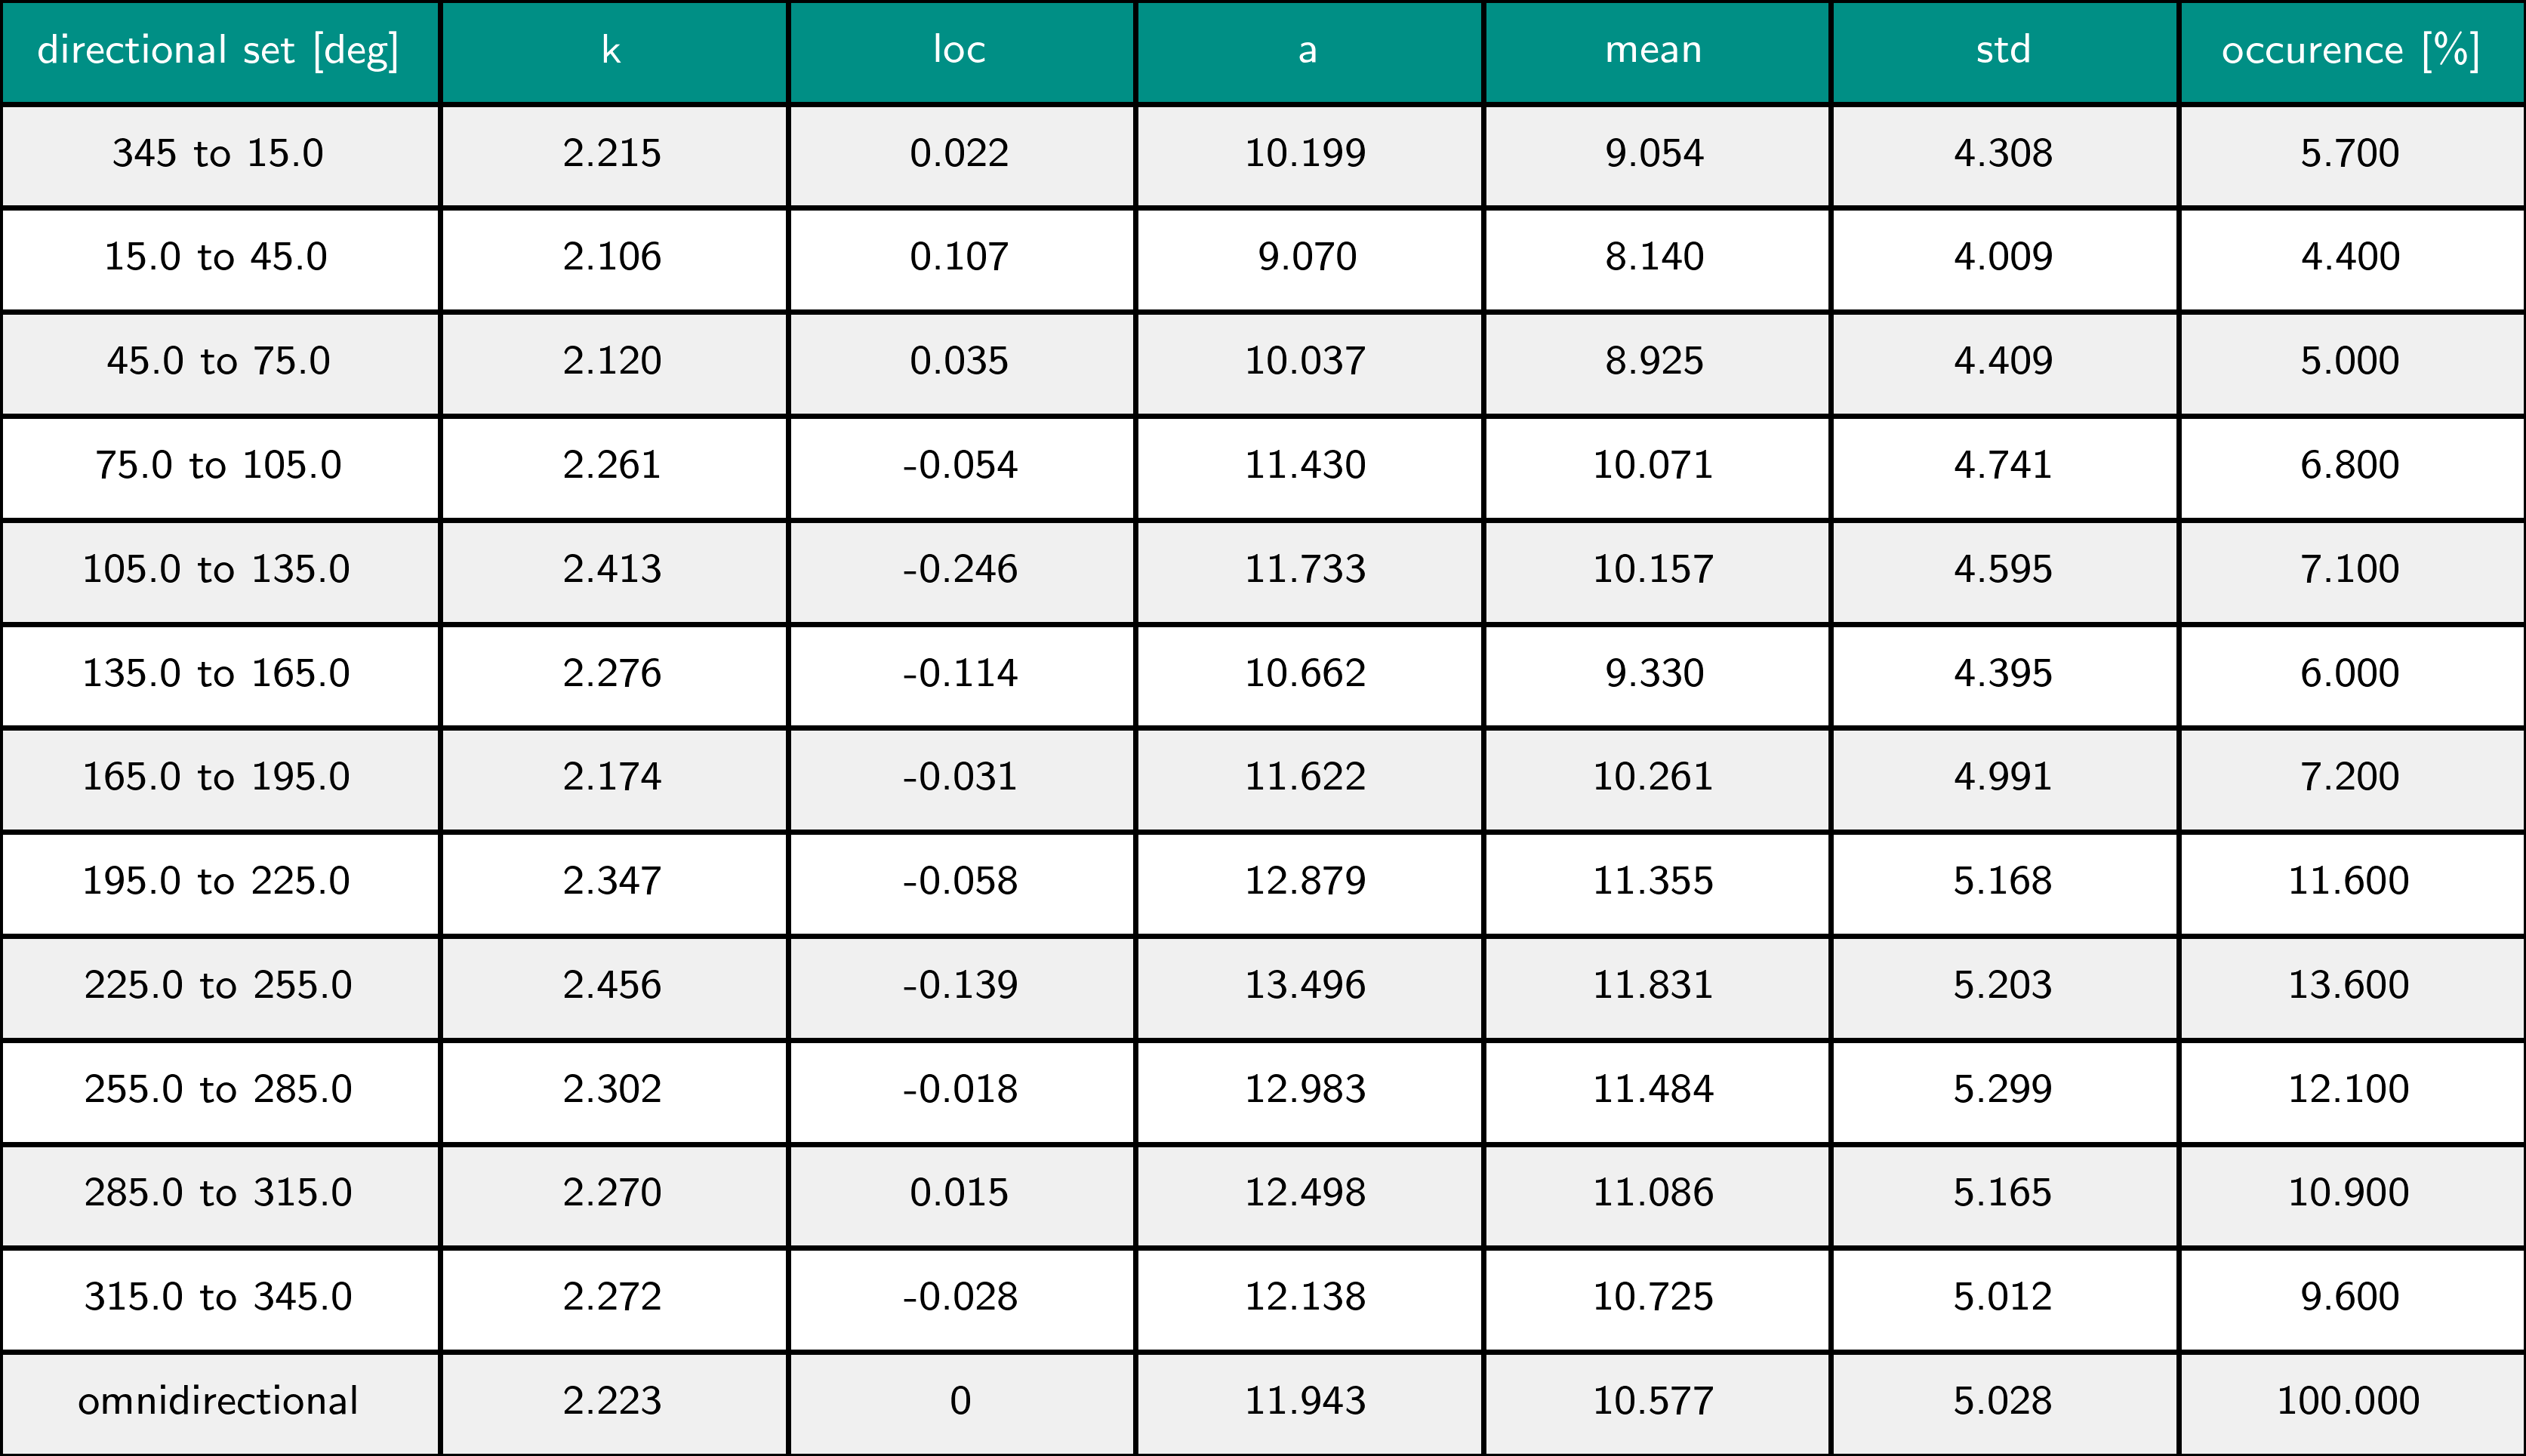 directional set [deg] k loc a mean std occurence [%]
345 to 15.0 2.215 0.022 10.199 9.054 4.308 5.700
15.0 to 45.0 2.106 0.107 9.070 8.140 4.009 4.400
45.0 to 75.0 2.120 0.035 10.037 8.925 4.409 5.000
75.0 to 105.0 2.261 -0.054 11.430 10.071 4.741 6.800
105.0 to 135.0 2.413 -0.246 11.733 10.157 4.595 7.100
135.0 to 165.0 2.276 -0.114 10.662 9.330 4.395 6.000
165.0 to 195.0 2.174 -0.031 11.622 10.261 4.991 7.200
195.0 to 225.0 2.347 -0.058 12.879 11.355 5.168 11.600
225.0 to 255.0 2.456 -0.139 13.496 11.831 5.203 13.600
255.0 to 285.0 2.302 -0.018 12.983 11.484 5.299 12.100
285.0 to 315.0 2.270 0.015 12.498 11.086 5.165 10.900
315.0 to 345.0 2.272 -0.028 12.138 10.725 5.012 9.600
omnidirectional 2.223 0 11.943 10.577 5.028 100.000